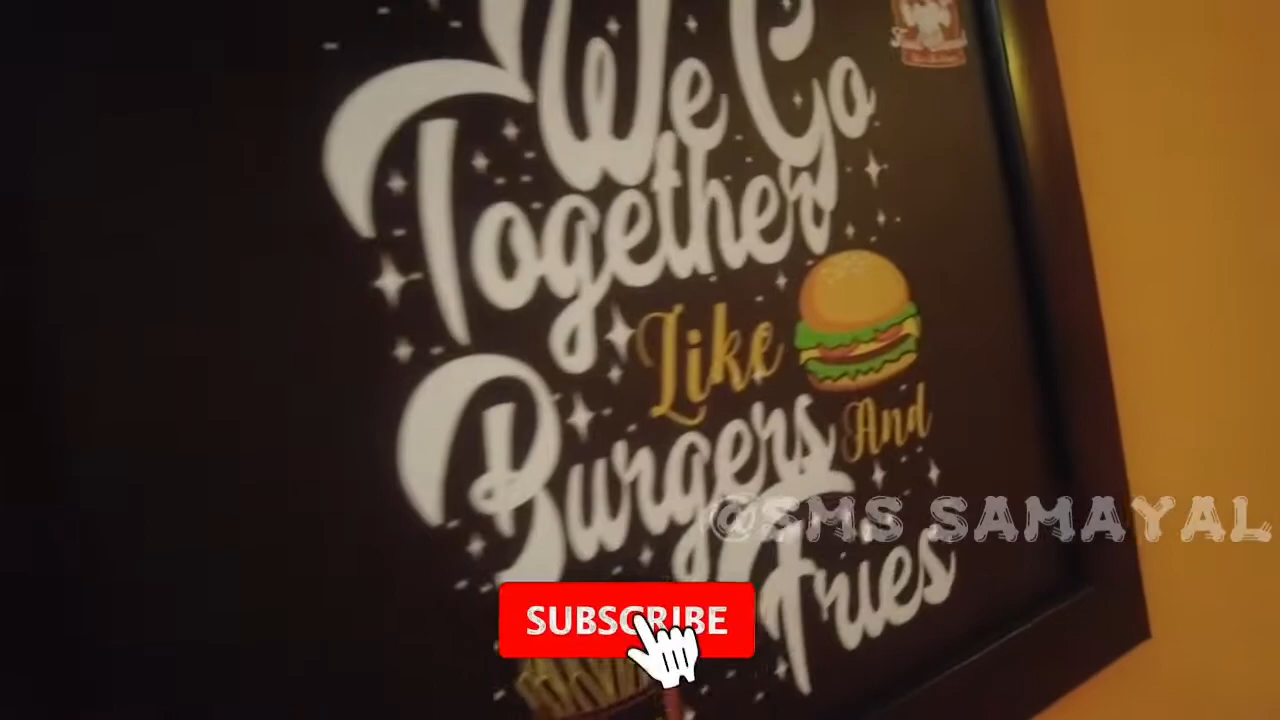 We Go
Together
Like
Burgers And
Fries
@SMS SAMAYAL
SUBSCRIBE